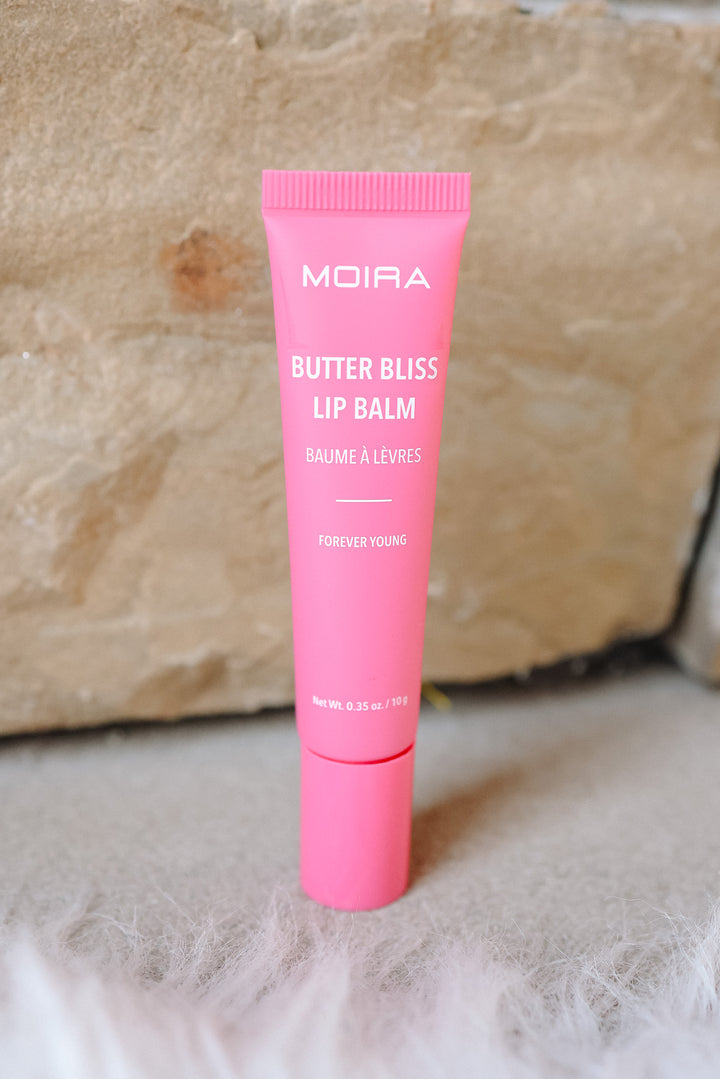 MOIRA
BUTTER BLISS
LIP BALM
BAUME À LÈVRES
FOREVER YOUNG
Net Wt. 0.35 oz. / 10 g